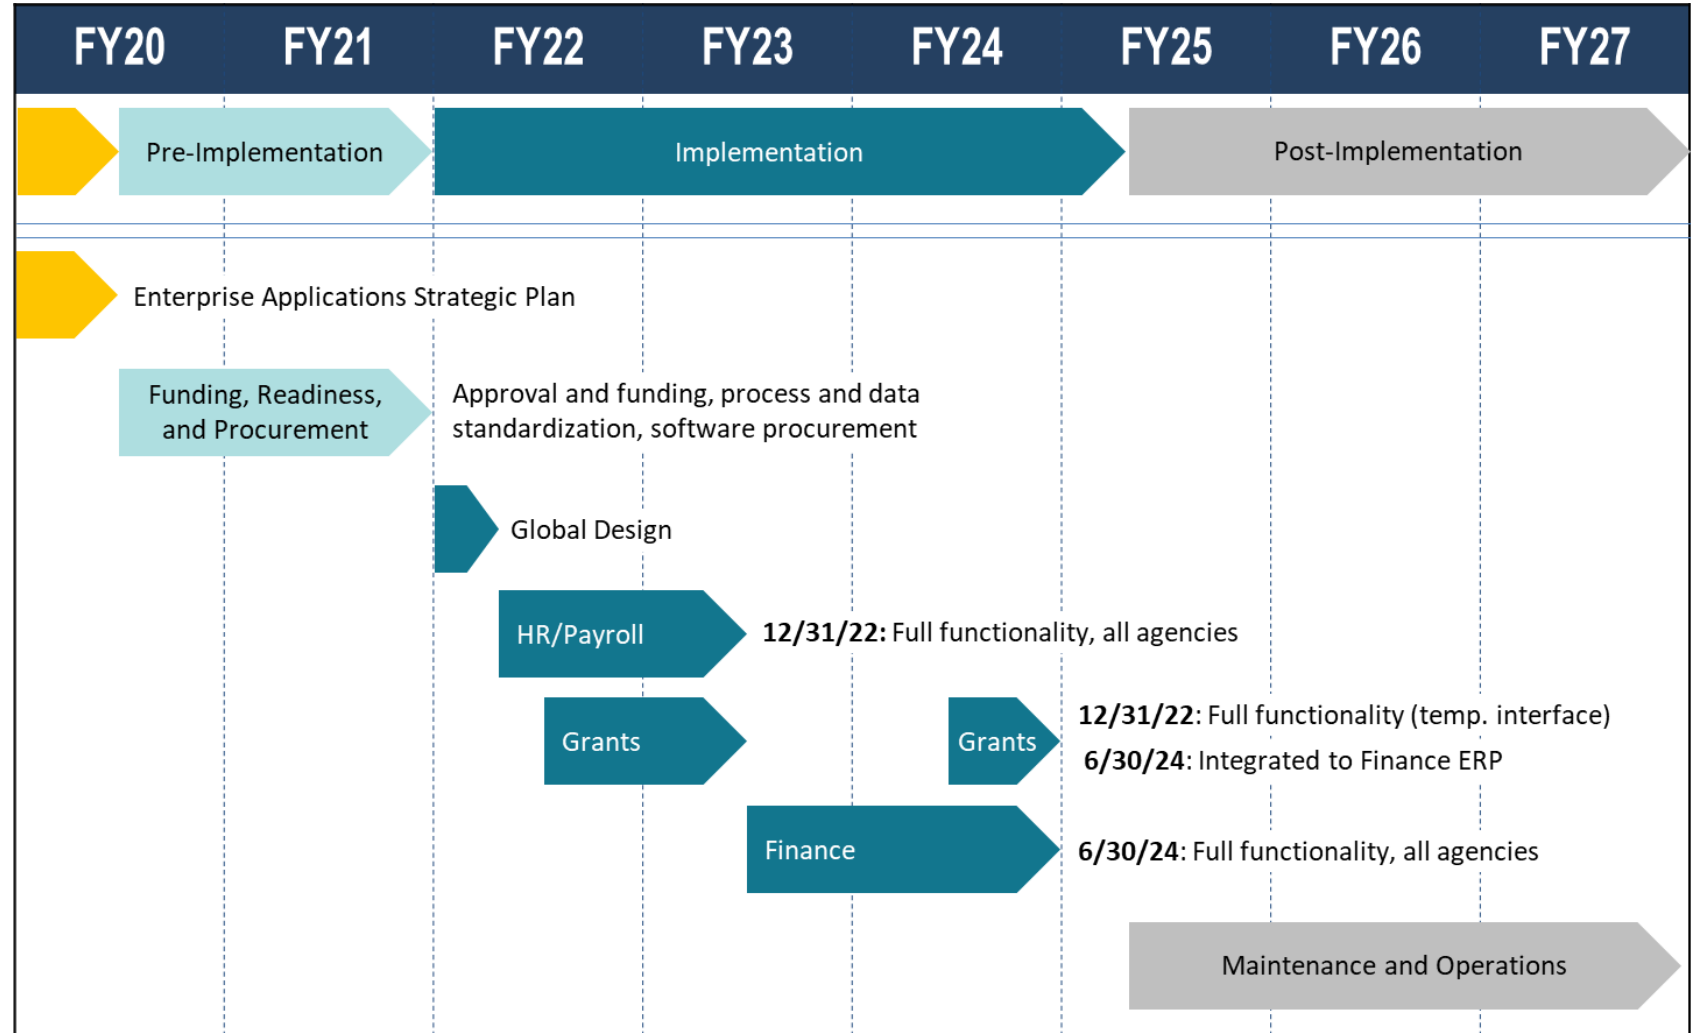 FY20 FY21 FY22 FY23 FY24 FY25 FY26 FY27
Pre-Implementation
Implementation
Post-Implementation
Enterprise Applications Strategic Plan
Funding, Readiness,
and Procurement
Approval and funding, process and data
standardization, software procurement
Global Design
HR/Payroll
12/31/22: Full functionality, all agencies
Grants
Grants
12/31/22: Full functionality (temp. interface)
6/30/24: Integrated to Finance ERP
Finance
6/30/24: Full functionality, all agencies
Maintenance and Operations